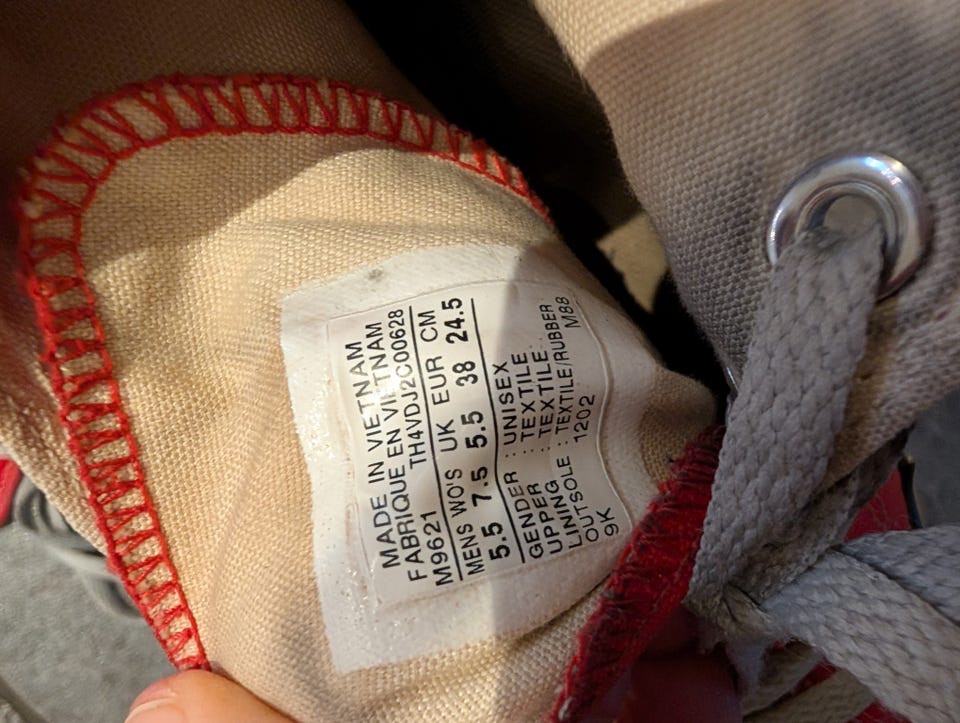 MADE IN VIETNAM
FABRIQUE EN VIETNAM
M9621 TH4VDJ2C00628
MENS WO'S UK EUR CM
5.5 7.5 5.5 38 24.5
GENDER : UNISEX
UPPING : TEXTILE
LINING : TEXTILE
OUTSOLE : TEXTILE/RUBBER
9K 1202 M88